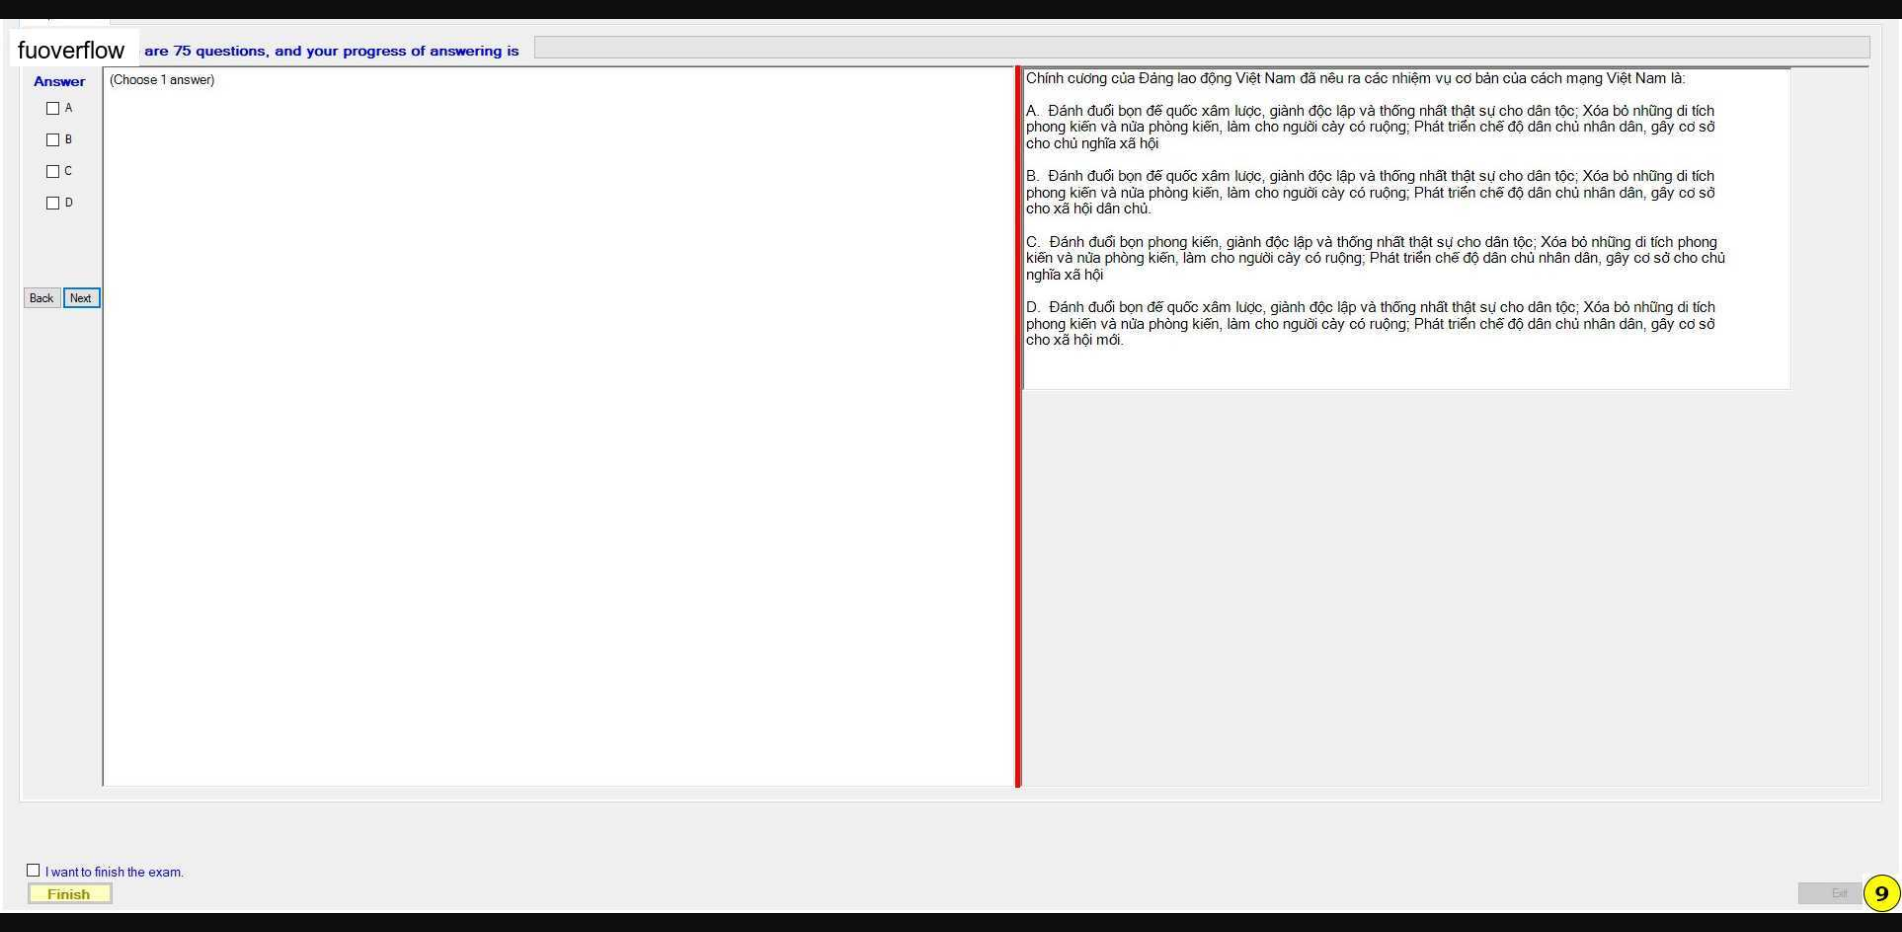 fuoverflow are 75 questions, and your progress of answering is
Answer
(Choose 1 answer)
A
B
C
D
Back Next
Chính cương của Đảng lao động Việt Nam đã nêu ra các nhiệm vụ cơ bản của cách mạng Việt Nam là:
A. Đánh đuổi bọn đế quốc xâm lược, giành độc lập và thống nhất thật sự cho dân tộc; Xóa bỏ những di tích
phong kiến và nửa phòng kiến, làm cho người cày có ruộng; Phát triển chế độ dân chủ nhân dân, gây cơ sở
cho chủ nghĩa xã hội
B. Đánh đuổi bọn đế quốc xâm lược, giành độc lập và thống nhất thật sự cho dân tộc; Xóa bỏ những di tích
phong kiến và nửa phòng kiến, làm cho người cày có ruộng; Phát triển chế độ dân chủ nhân dân, gây cơ sở
cho xã hội dân chủ.
C. Đánh đuổi bọn phong kiến, giành độc lập và thống nhất thật sự cho dân tộc; Xóa bỏ những di tích phong
kiến và nửa phòng kiến, làm cho người cày có ruộng; Phát triển chế độ dân chủ nhân dân, gây cơ sở cho chủ
nghĩa xã hội
D. Đánh đuổi bọn đế quốc xâm lược, giành độc lập và thống nhất thật sự cho dân tộc; Xóa bỏ những di tích
phong kiến và nửa phòng kiến, làm cho người cày có ruộng; Phát triển chế độ dân chủ nhân dân, gây cơ sở
cho xã hội mới.
I want to finish the exam.
Finish
Exit
9